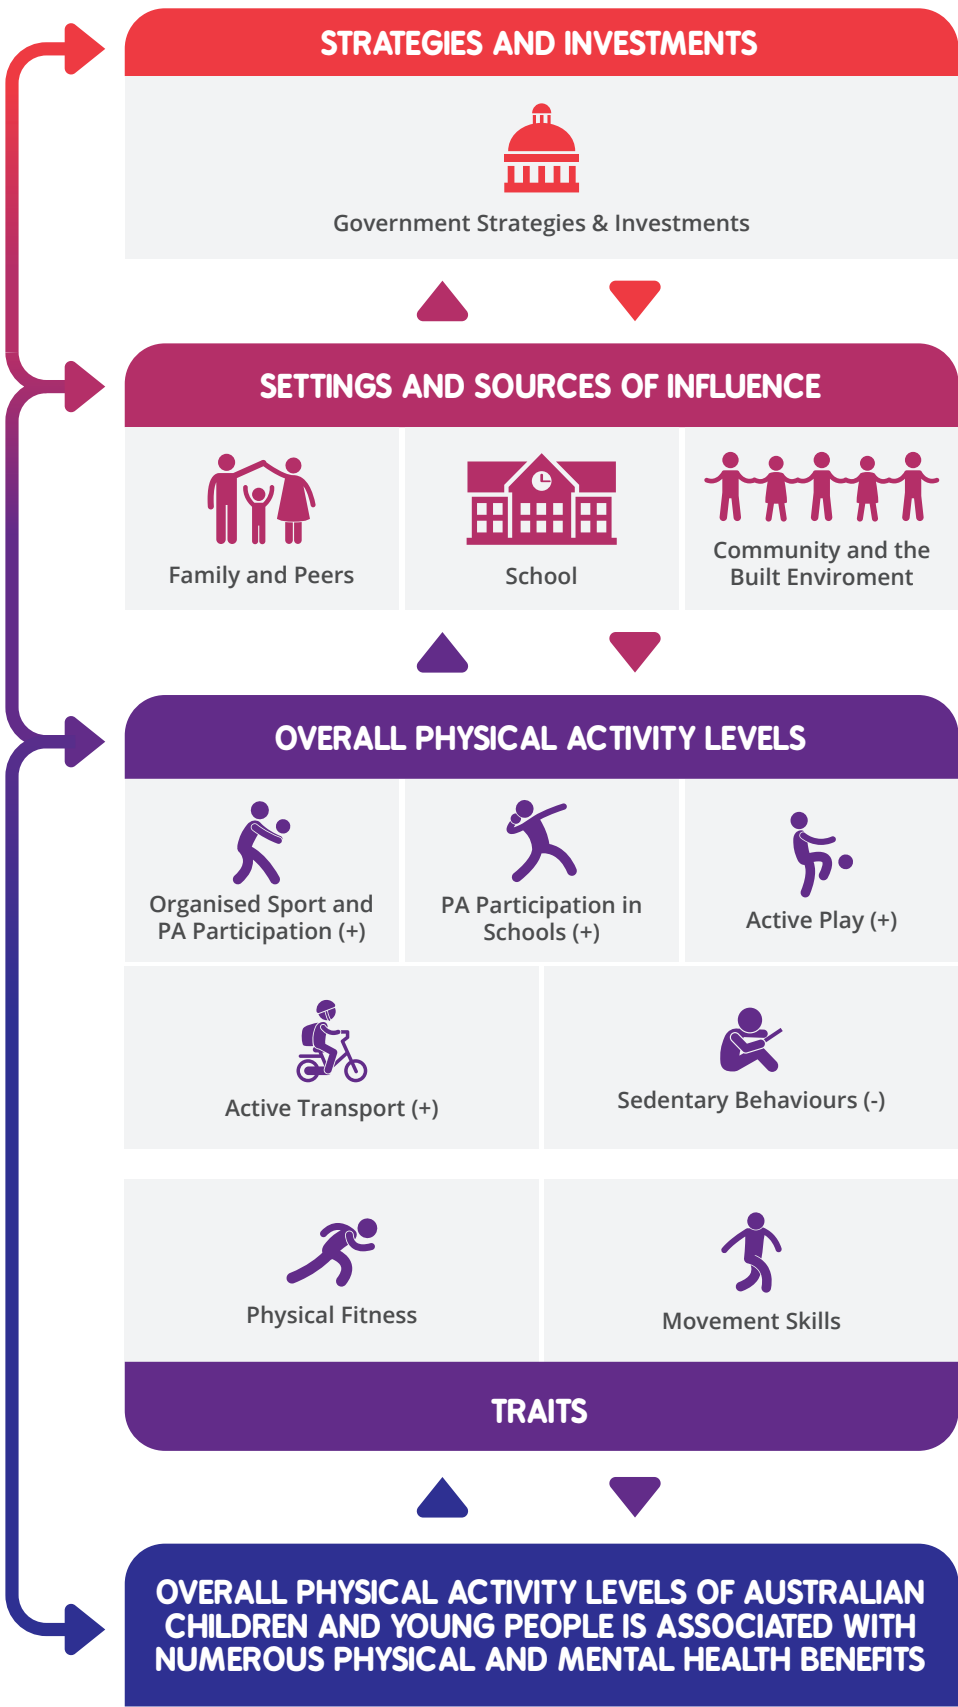 STRATEGIES AND INVESTMENTS
Government Strategies & Investments
SETTINGS AND SOURCES OF INFLUENCE
Family and Peers
School
Community and the
Built Enviroment
OVERALL PHYSICAL ACTIVITY LEVELS
Organised Sport and
PA Participation (+)
PA Participation in
Schools (+)
Active Play (+)
Active Transport (+)
Sedentary Behaviours (-)
Physical Fitness
Movement Skills
TRAITS
OVERALL PHYSICAL ACTIVITY LEVELS OF AUSTRALIAN
CHILDREN AND YOUNG PEOPLE IS ASSOCIATED WITH
NUMEROUS PHYSICAL AND MENTAL HEALTH BENEFITS